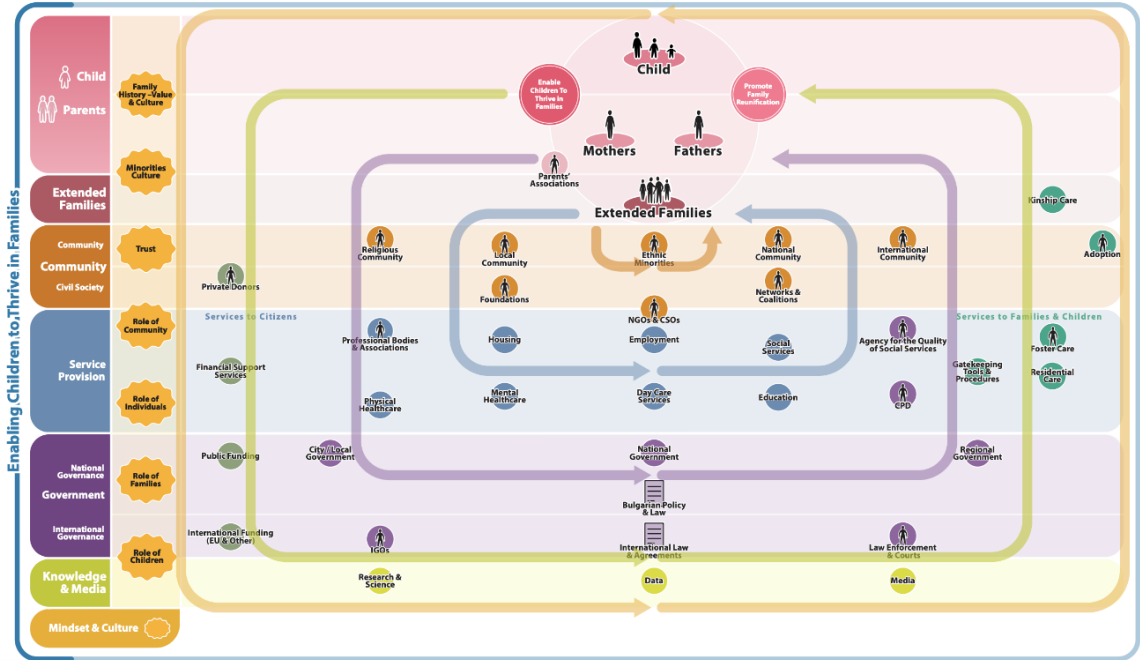 Enabling Children to Thrive in Families
Child
Parents
Extended
Families
Community
Community
Civil Society
Service
Provision
National
Governance
Government
International
Governance
Knowledge
& Media
Mindset & Culture
Family
History –Value
& Culture
Minorities
Culture
Trust
Role of
Community
Role of
Individuals
Role of
Families
Role of
Children
Child
Enable
Children To
Thrive in
Families
Promote
Family
Reunification
Mothers
Fathers
Parents'
Associations
Extended Families
Kinship Care
Religious
Community
Local
Community
Ethnic
Minorities
National
Community
International
Community
Adoption
Private Donors
Foundations
Networks &
Coalitions
NGOs & CSOs
Services to Citizens
Services to Families & Children
Professional Bodies
& Associations
Housing
Employment
Social
Services
Agency for the Quality
of Social Services
Foster Care
Financial Support
Services
Gatekeeping
Tools &
Procedures
Residential
Care
Physical
Healthcare
Mental
Healthcare
Day Care
Services
Education
CPD
Public Funding
City / Local
Government
National
Government
Regional
Government
Bulgarian Policy
& Law
International Funding
(EU & Other)
IGOs
International Law
& Agreements
Law Enforcement
& Courts
Research &
Science
Data
Media